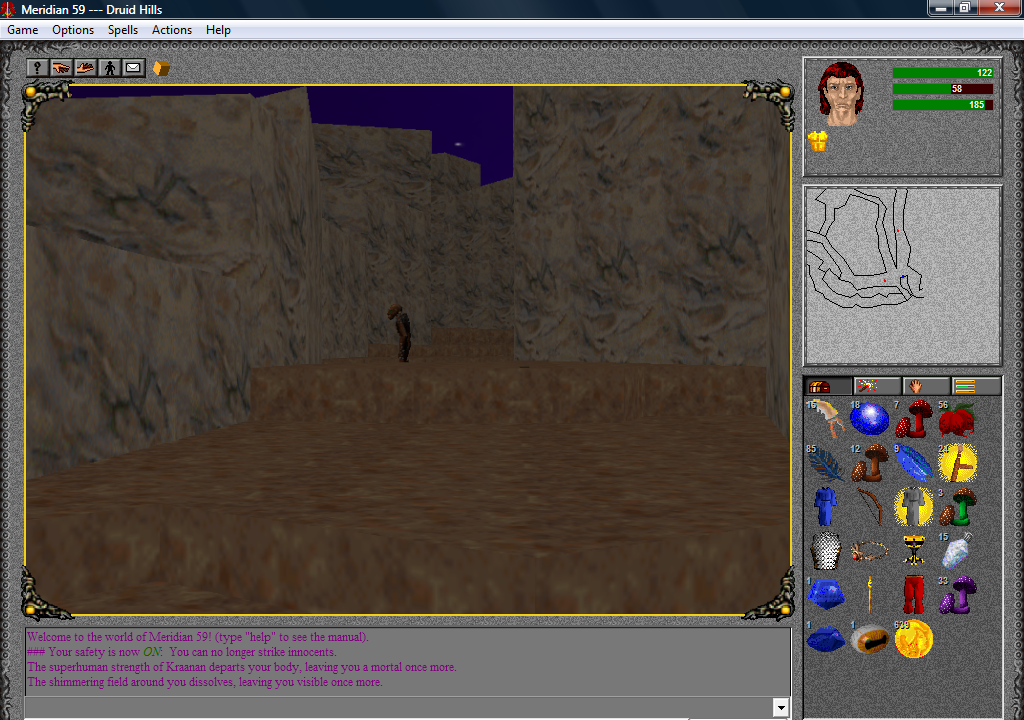 Meridian 59 --- Druid Hills
Game Options Spells Actions Help
122
58
185
18 7 56
85 12 9 24
3
15
1 33
1 1 639
Welcome to the world of Meridian 59! (type "help" to see the manual).
### Your safety is now ON: You can no longer strike innocents.
The superhuman strength of Kraanan departs your body, leaving you a mortal once more.
The shimmering field around you dissolves, leaving you visible once more.